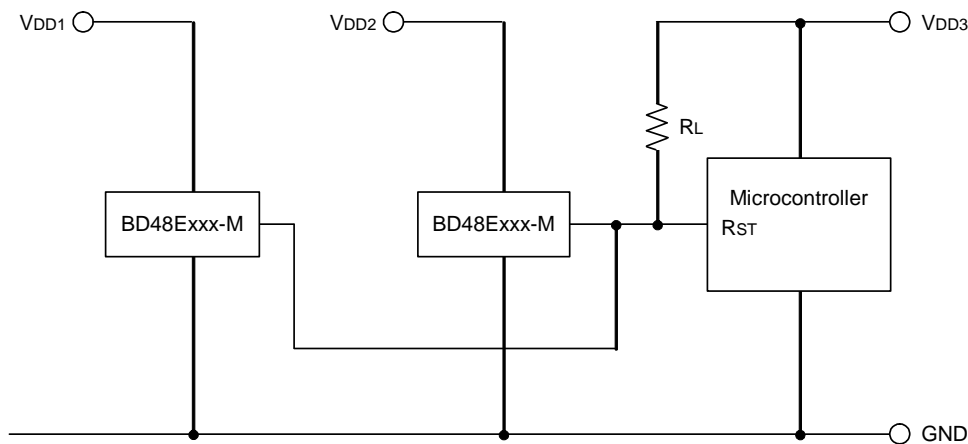 VDD1
VDD2
VDD3
RL
BD48Exxx-M
BD48Exxx-M
Microcontroller
RST
GND